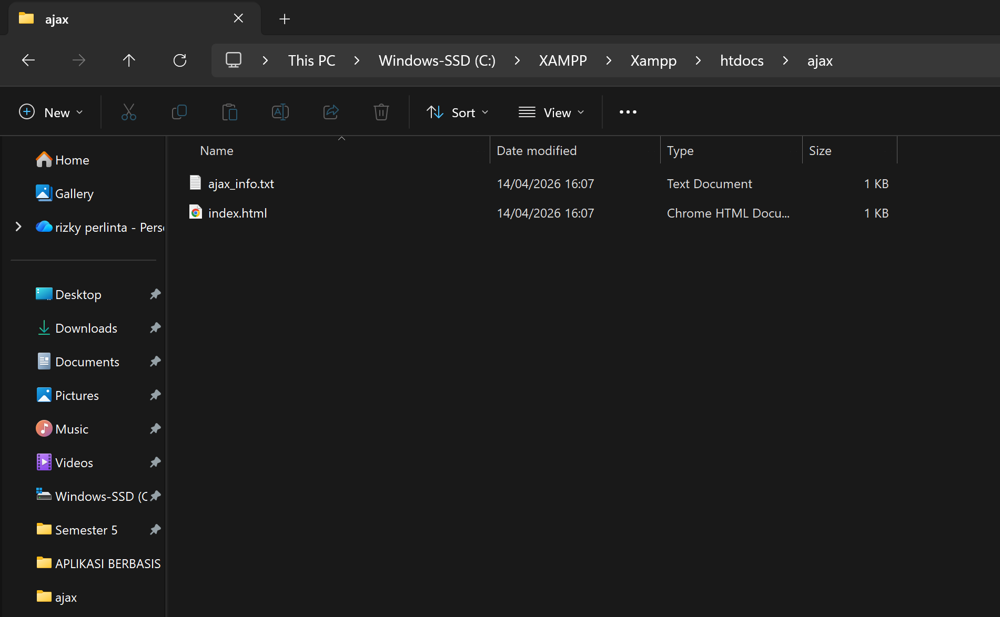 ajax
This PC > Windows-SSD (C:) > XAMPP > Xampp > htdocs > ajax
New Sort View
Name Date modified Type Size
ajax_info.txt 14/04/2026 16:07 Text Document 1 KB
index.html 14/04/2026 16:07 Chrome HTML Docu... 1 KB
Home
Gallery
rizky perlinta - Perso
Desktop
Downloads
Documents
Pictures
Music
Videos
Windows-SSD (C
Semester 5
APLIKASI BERBASIS
ajax